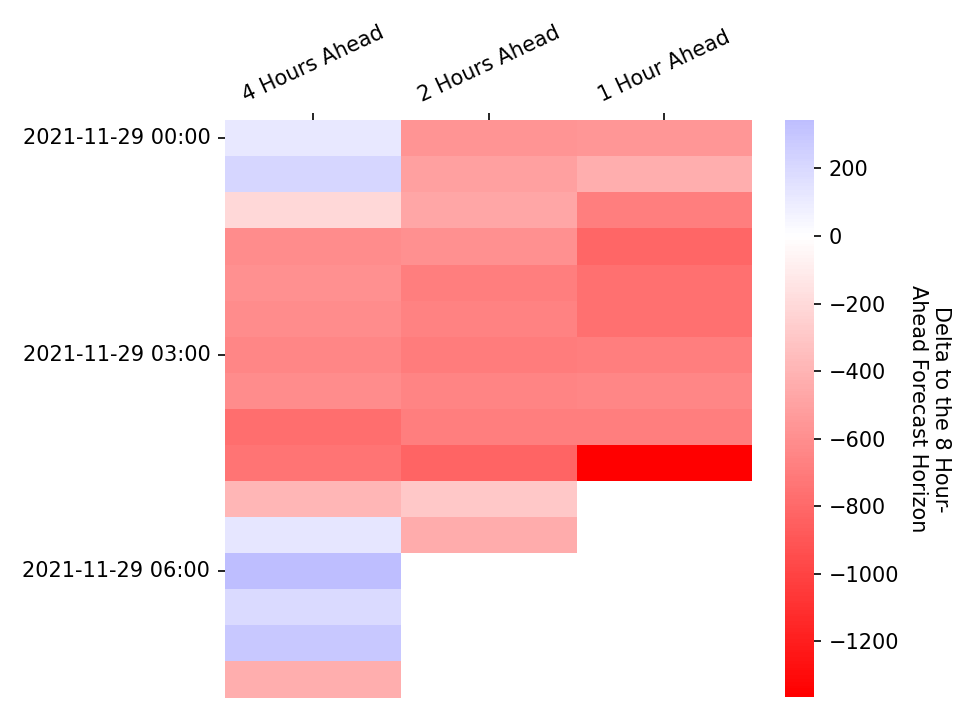 4 Hours Ahead
2 Hours Ahead
1 Hour Ahead
2021-11-29 00:00
2021-11-29 03:00
2021-11-29 06:00
200
0
−200
−400
−600
−800
−1000
−1200
Delta to the 8 Hour-
Ahead Forecast Horizon